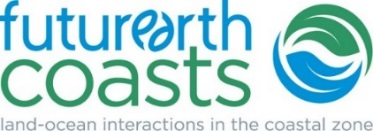 futurearth
coasts
land-ocean interactions in the coastal zone